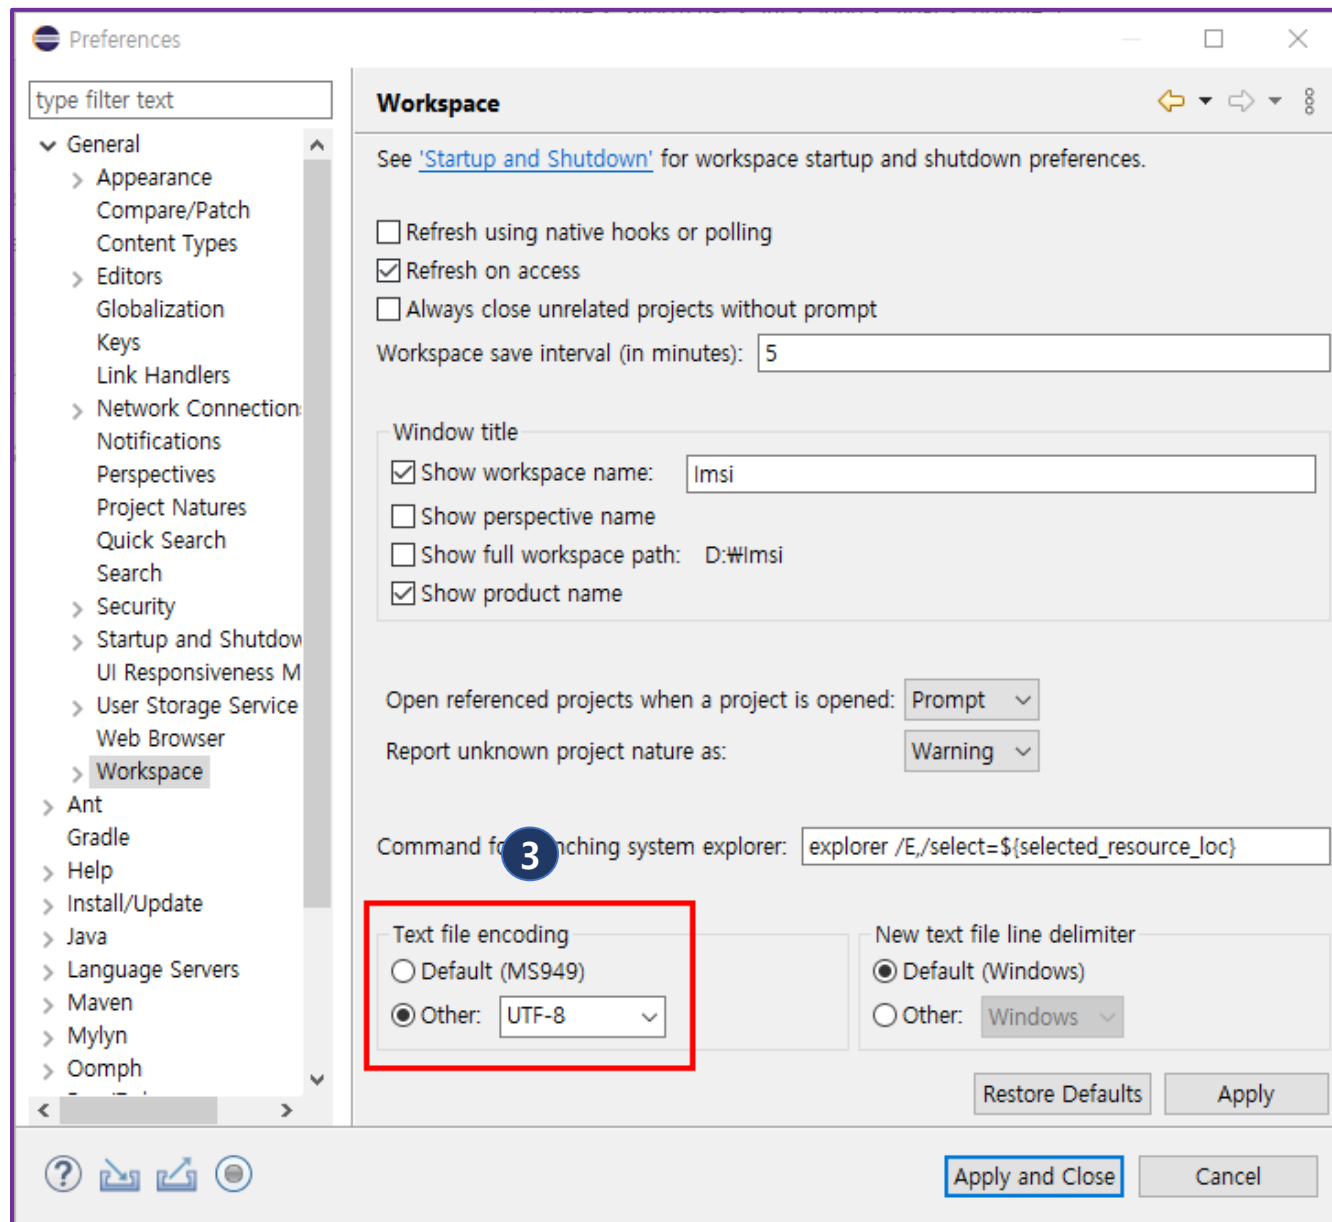 Preferences
type filter text
General
Appearance
Compare/Patch
Content Types
Editors
Globalization
Keys
Link Handlers
Network Connection
Notifications
Perspectives
Project Natures
Quick Search
Search
Security
Startup and Shutdow
UI Responsiveness M
User Storage Service
Web Browser
Workspace
Ant
Gradle
Help
Install/Update
Java
Language Servers
Maven
Mylyn
Oomph
Workspace
See 'Startup and Shutdown' for workspace startup and shutdown preferences.
Refresh using native hooks or polling
Refresh on access
Always close unrelated projects without prompt
Workspace save interval (in minutes): 5
Window title
Show workspace name: Imsi
Show perspective name
Show full workspace path: D:₩Imsi
Show product name
Open referenced projects when a project is opened: Prompt
Report unknown project nature as: Warning
Command fo 3 nching system explorer: explorer /E,/select=${selected_resource_loc}
Text file encoding
Default (MS949)
Other: UTF-8
New text file line delimiter
Default (Windows)
Other: Windows
Restore Defaults Apply
Apply and Close Cancel